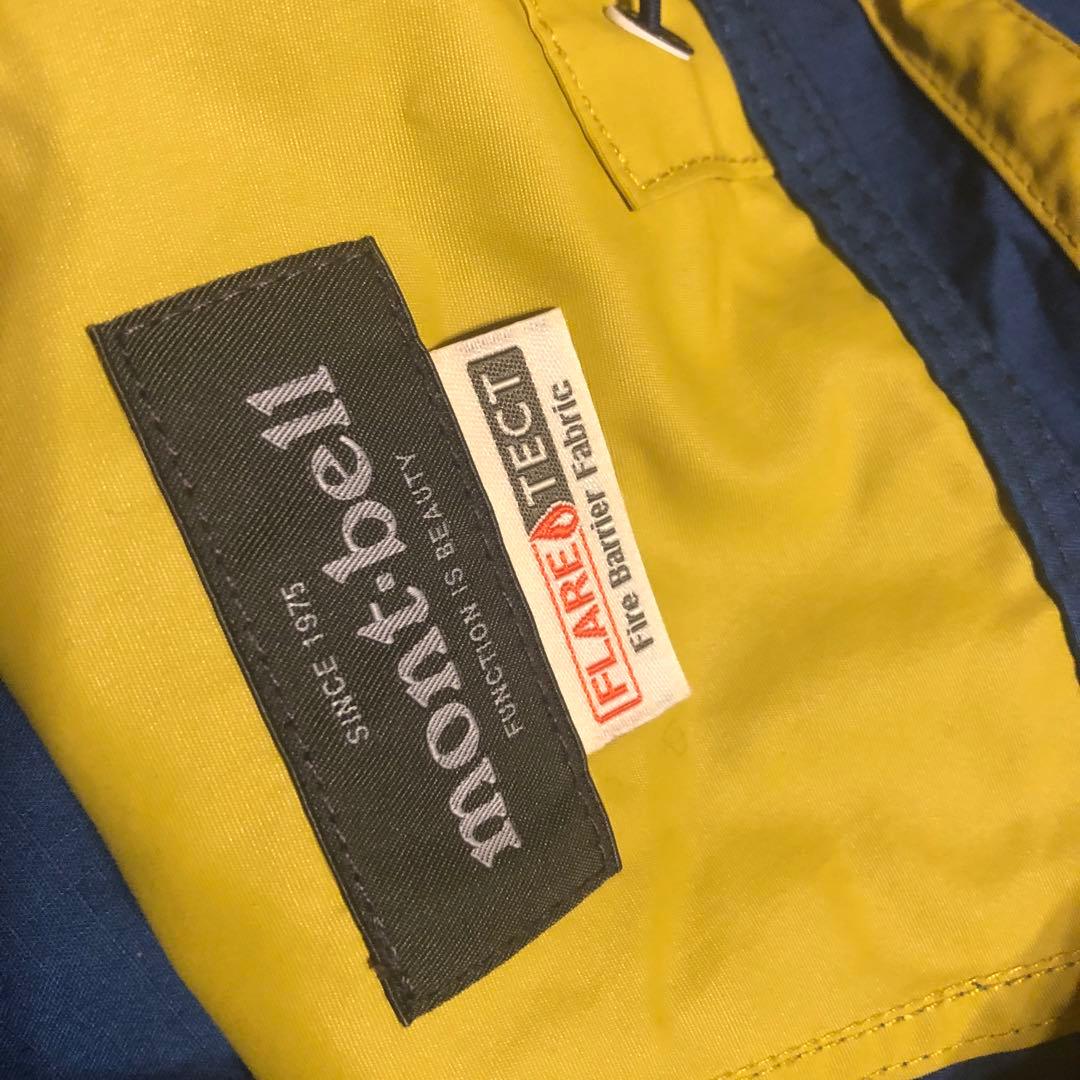 SINCE 1975
mont-bell
FUNCTION IS BEAUTY
FLARE TECT
Fire Barrier Fabric